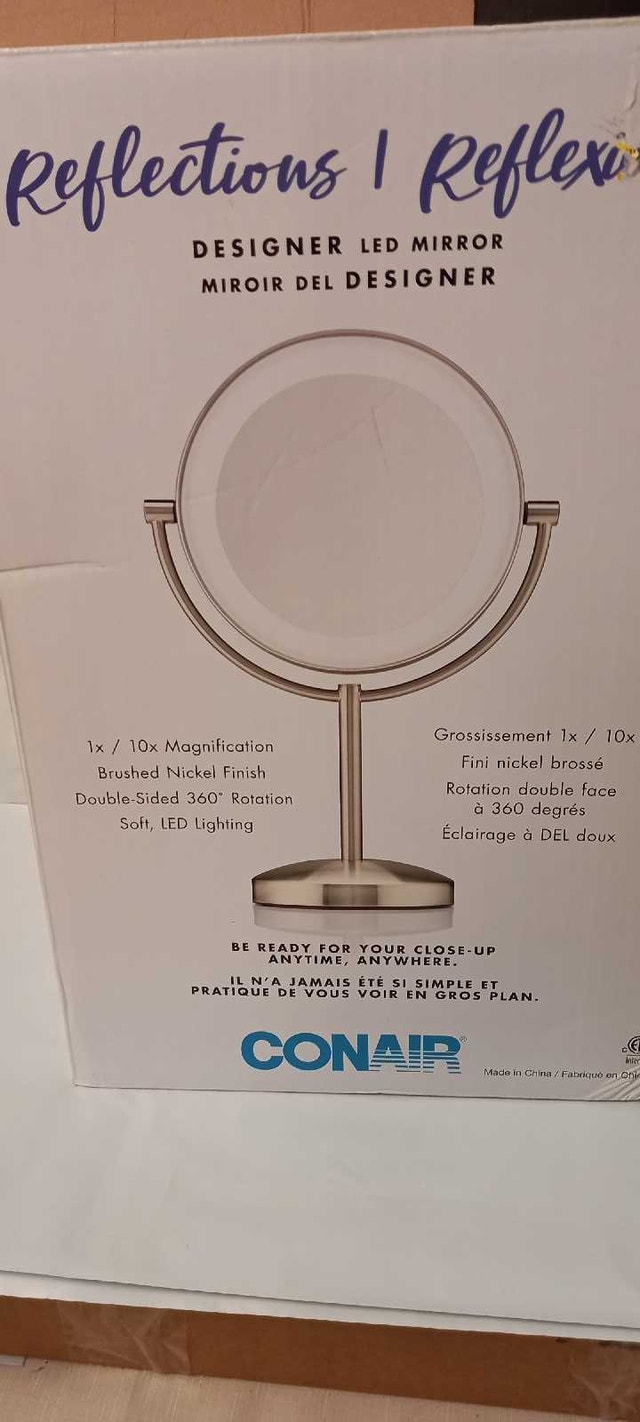 Reflections |
DESIGNER LED MIRROR
MIROIR DEL DESIGNER
1x / 10x Magnification
Brushed Nickel Finish
Double-Sided 360° Rotation
Soft, LED Lighting
Grossissement 1x / 10x
Fini nickel brossé
Rotation double face
à 360 degrés
Éclairage à DEL doux
BE READY FOR YOUR CLOSE-UP
ANYTIME, ANYWHERE.
IL N'A JAMAIS ÉTÉ SI SIMPLE ET
PRATIQUE DE VOUS VOIR EN GROS PLAN.
CONAIR®
Made in China / Fabriqué en